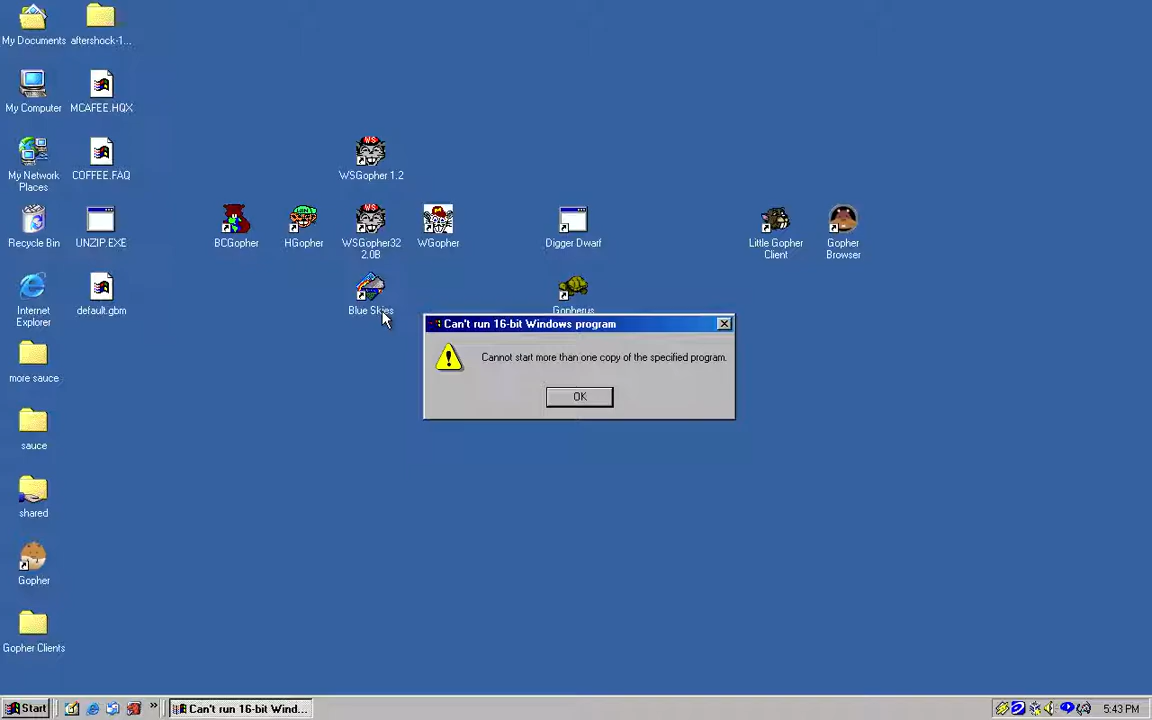 My Documents
aftershock-1...
My Computer
MCAFEE.HQX
My Network
Places
COFFEE.FAQ
WSGopher 1.2
Recycle Bin
UNZIP.EXE
BCGopher
HGopher
WSGopher32
2.0B
WGopher
Digger Dwarf
Little Gopher
Client
Gopher
Browser
Internet
Explorer
default.gbm
Blue Skies
Gopherus
Can't run 16-bit Windows program
Cannot start more than one copy of the specified program.
OK
more sauce
sauce
shared
Gopher
Gopher Clients
Start
Can't run 16-bit Wind...
5:43 PM